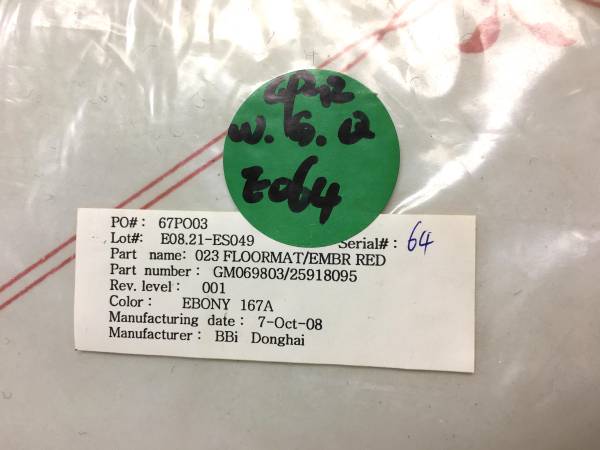 W. G. Q
E064
PO#: 67PO03
Lot#: E08.21-ES049 Serial#: 64
Part name: 023 FLOORMAT/EMBR RED
Part number: GM069803/25918095
Rev. level: 001
Color: EBONY 167A
Manufacturing date: 7-Oct-08
Manufacturer: BBi Donghai